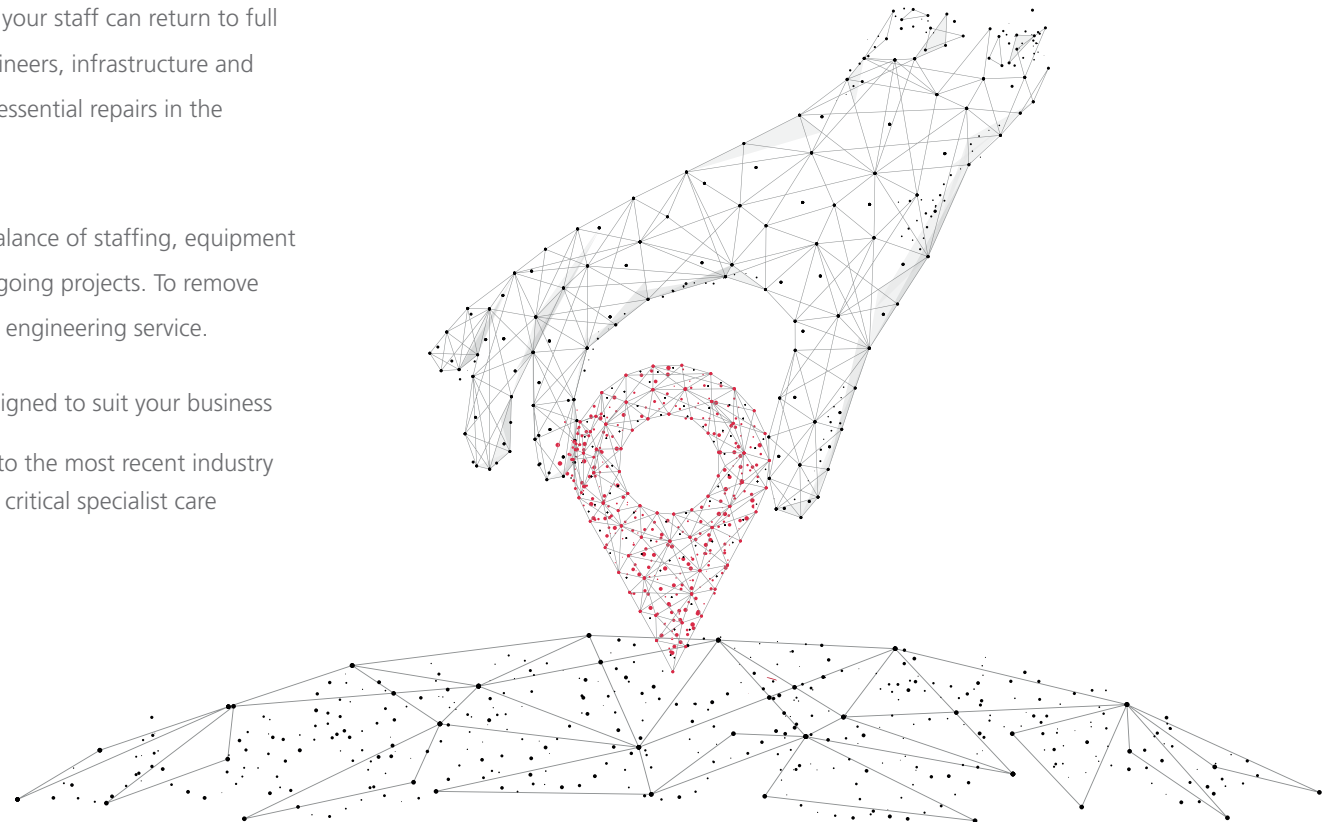 your staff can return to full
ineers, infrastructure and
essential repairs in the
alance of staffing, equipment
going projects. To remove
engineering service.
igned to suit your business
to the most recent industry
critical specialist care